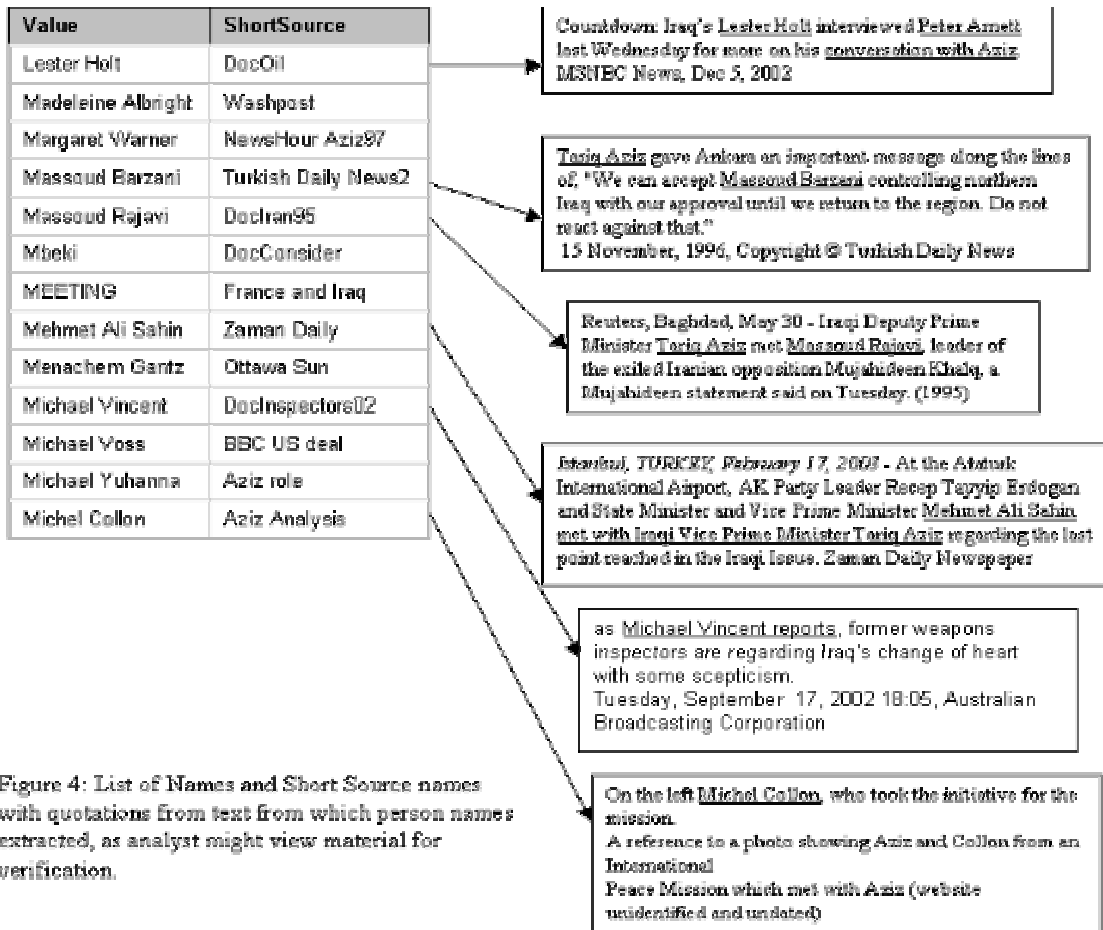 Value ShortSource
Lester Holt DocOil
Madeleine Albright Washpost
Margaret Warner NewsHour Aziz97
Massoud Barzani Turkish Daily News2
Massoud Rajavi DocIran95
Mbeki DocConsider
MEETING France and Iraq
Mehmet Ali Sahin Zaman Daily
Menachem Gantz Ottawa Sun
Michael Vincent DocInspectors02
Michael Voss BBC US deal
Michael Yuhanna Aziz role
Michel Collon Aziz Analysis
Countdown: Iraq's Lester Holt interviewed Peter Arnett
last Wednesday for more on his conversation with Aziz
MSNBC News, Dec 5, 2002
Tariq Aziz gave Ankara an important message along the lines
of, "We can accept Massoud Barzani controlling northern
Iraq with our approval until we return to the region. Do not
react against that."
15 November, 1996, Copyright © Turkish Daily News
Reuters, Baghdad, May 30 - Iraqi Deputy Prime
Minister Tariq Aziz met Massoud Rajavi, leader of
the exiled Iranian opposition Mujahideen Khalq, a
Mujahideen statement said on Tuesday. (1995)
Istanbul, TURKEY, February 17, 2003 - At the Ataturk
International Airport, AK Party Leader Recep Tayyip Erdogan
and State Minister and Vice Prime Minister Mehmet Ali Sahin
met with Iraqi Vice Prime Minister Tariq Aziz regarding the last
point reached in the Iraqi Issue. Zaman Daily Newspaper
as Michael Vincent reports, former weapons
inspectors are regarding Iraq's change of heart
with some scepticism.
Tuesday, September 17, 2002 18:05, Australian
Broadcasting Corporation
On the left Michel Collon, who took the initiative for the
mission.
A reference to a photo showing Aziz and Collon from an
International
Peace Mission which met with Aziz (website
unidentified and undated)
Figure 4: List of Names and Short Source names
with quotations from text from which person names
extracted, as analyst might view material for
verification.